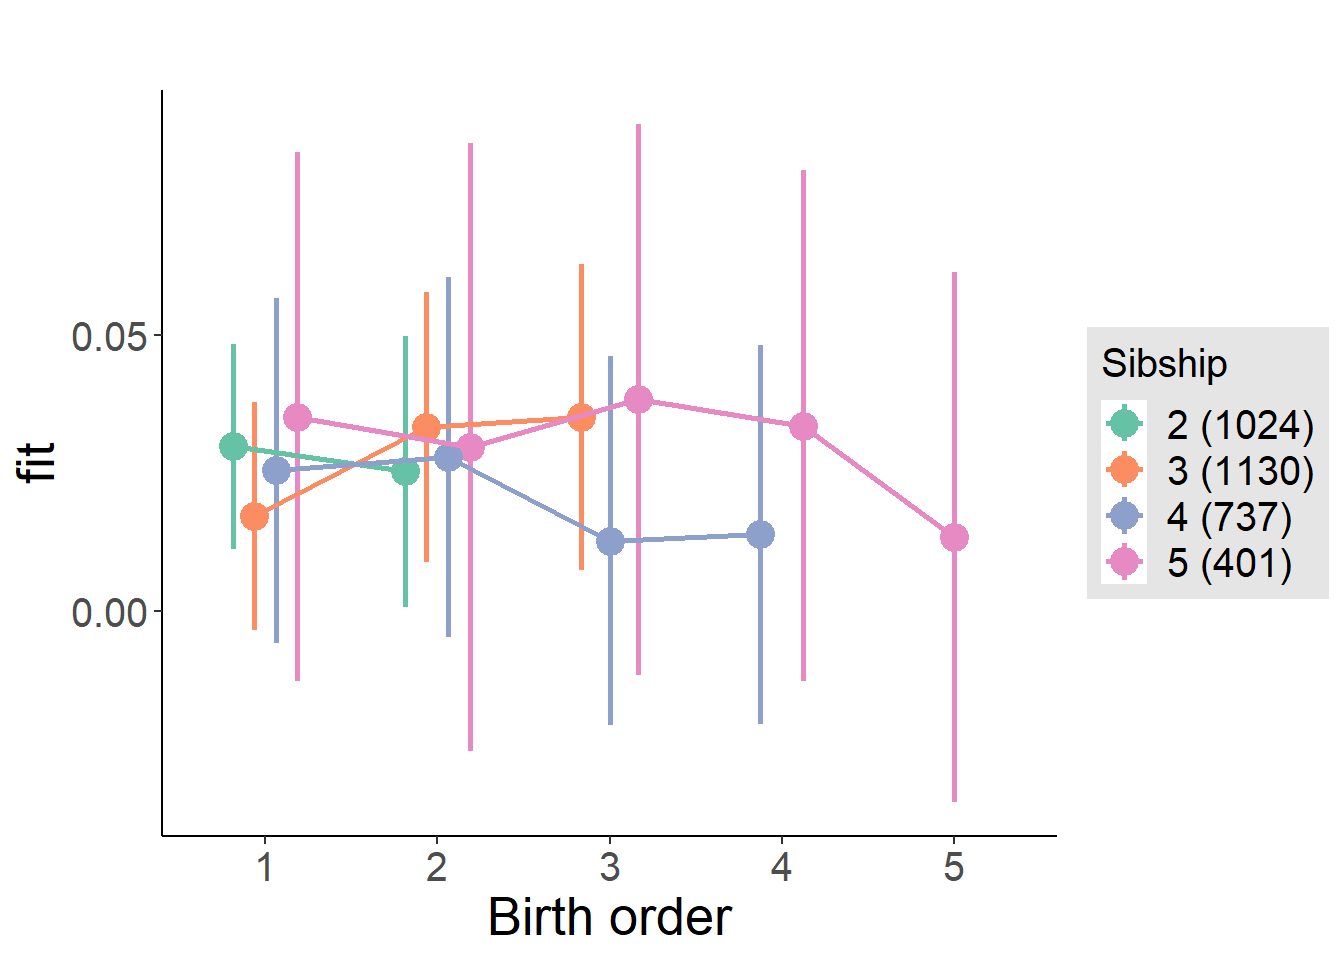 fit
0.05
0.00
1 2 3 4 5
Birth order
Sibship
2 (1024)
3 (1130)
4 (737)
5 (401)